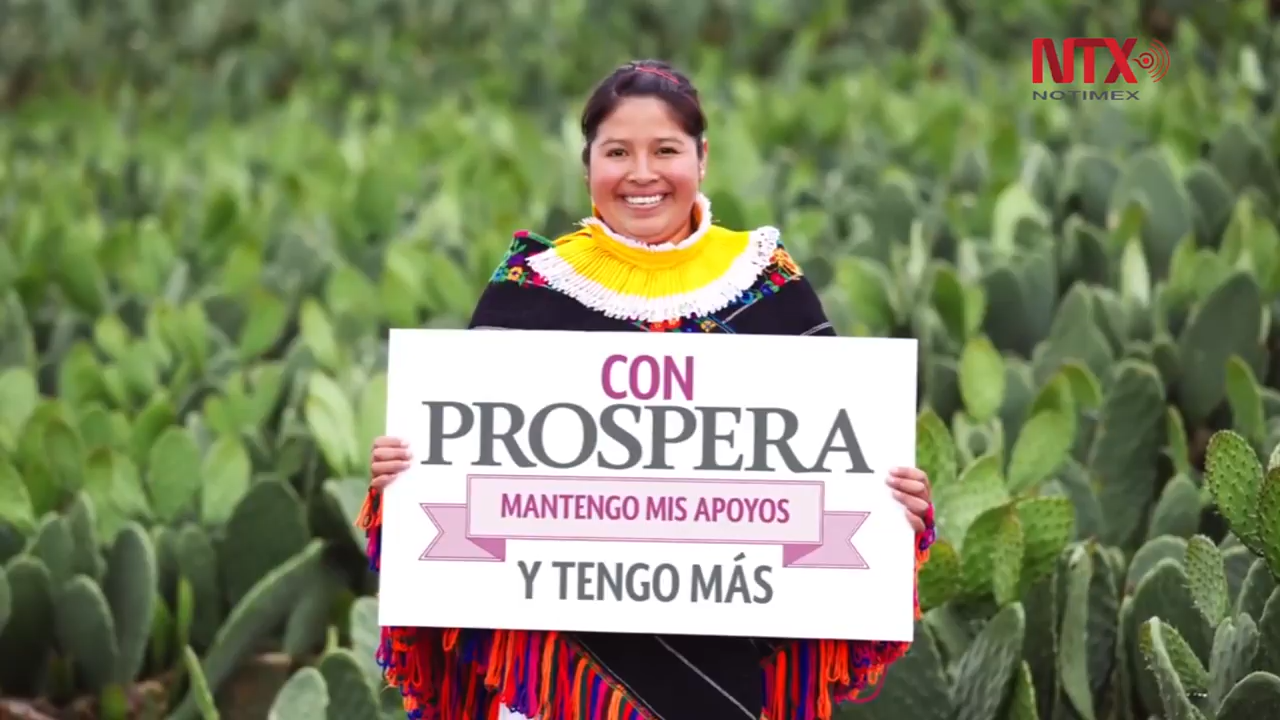 NTX
NOTIMEX
CON
PROSPERA
MANTENGO MIS APOYOS
Y TENGO MÁS